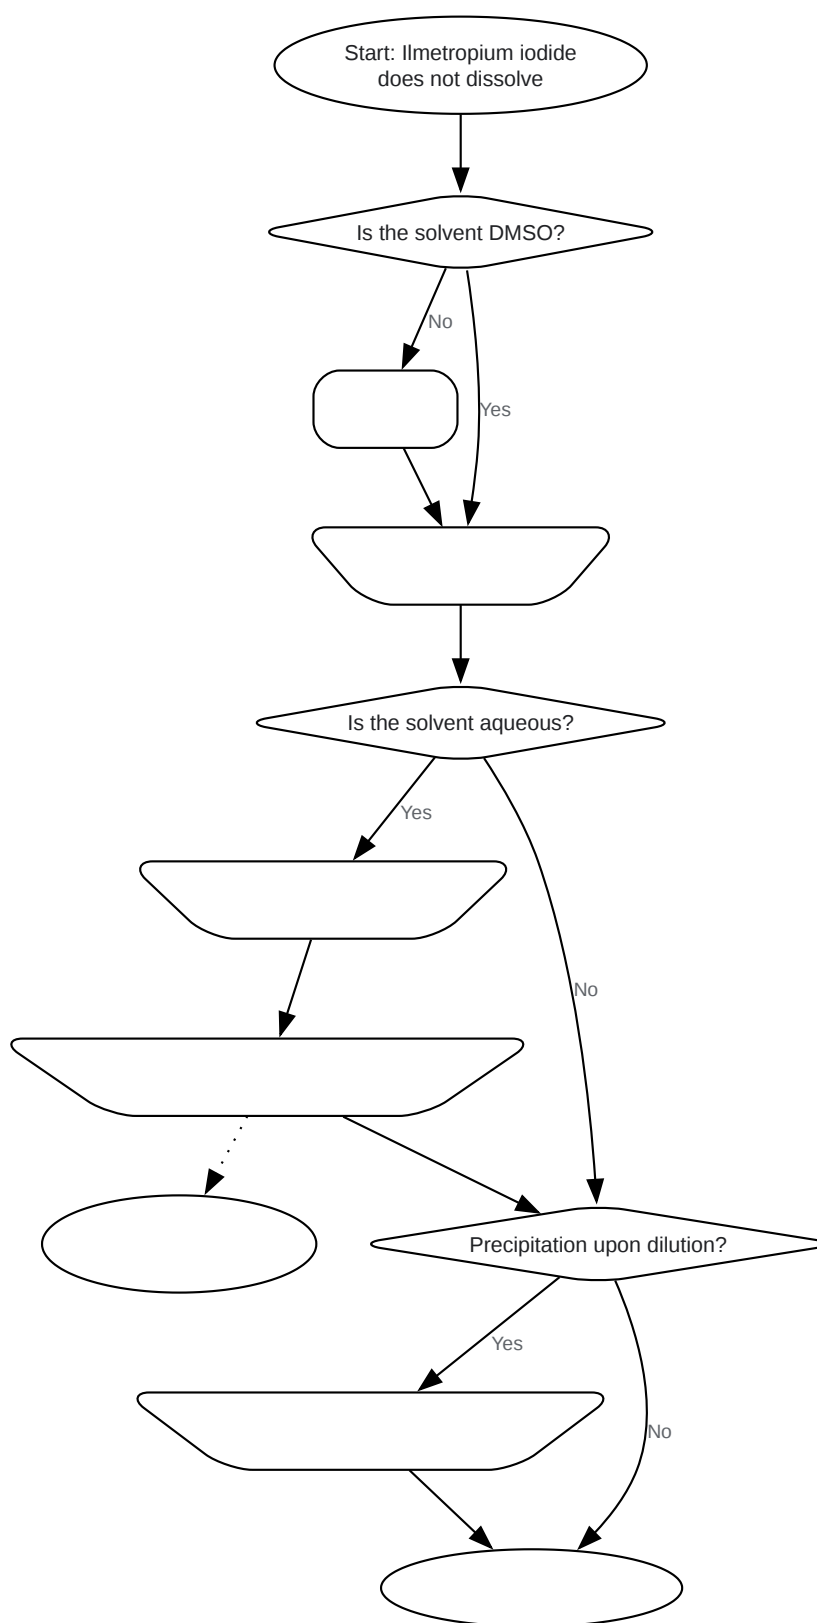 Start: Ilmetropium iodide
does not dissolve
Is the solvent DMSO?
No
Yes
Is the solvent aqueous?
Yes
No
Precipitation upon dilution?
Yes
No